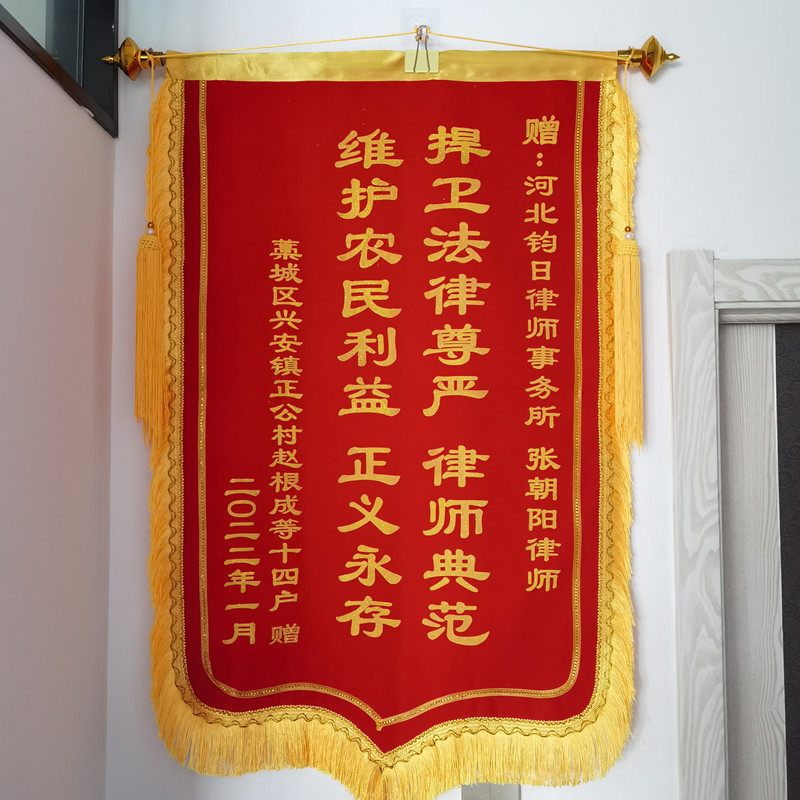 赠：河北钧日律师事务所 张朝阳律师
捍卫法律尊严 律师典范
维护农民利益 正义永存
藁城区兴安镇正公村赵根成等十四户 赠
二〇二二年一月